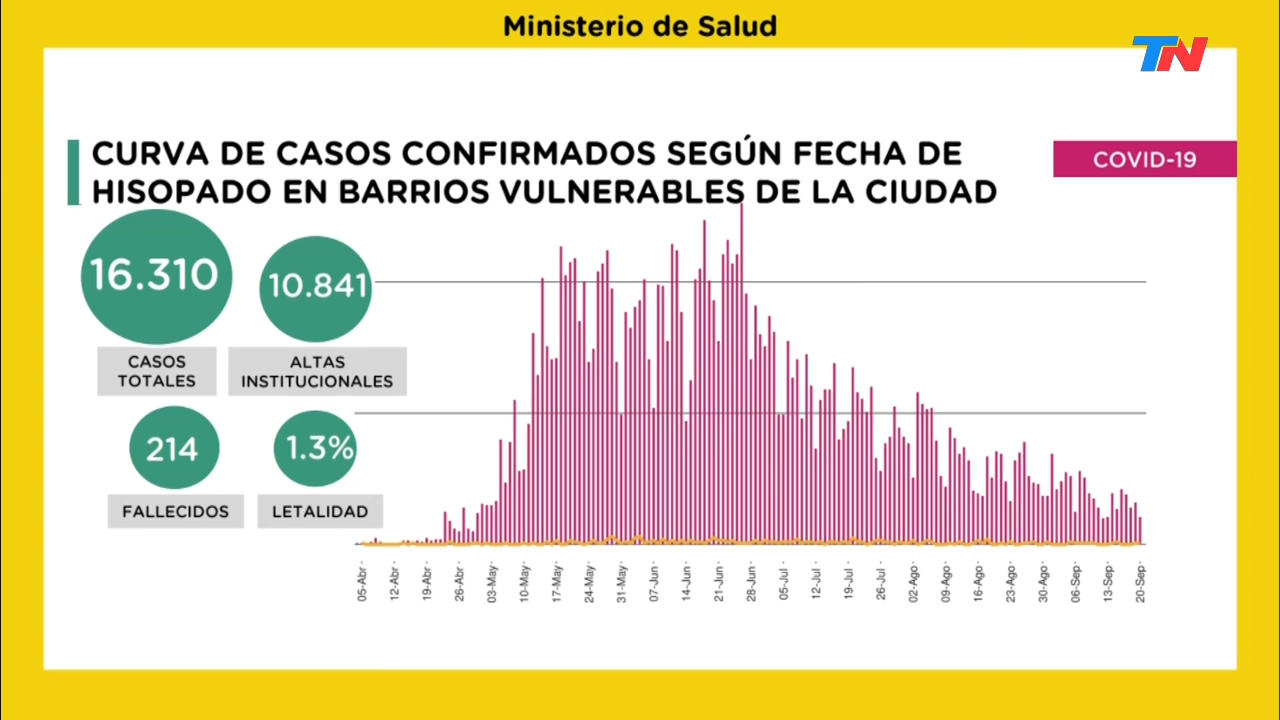 Ministerio de Salud
TN
CURVA DE CASOS CONFIRMADOS SEGÚN FECHA DE
HISOPADO EN BARRIOS VULNERABLES DE LA CIUDAD
COVID-19
16.310
CASOS
TOTALES
10.841
ALTAS
INSTITUCIONALES
214
FALLECIDOS
1.3%
LETALIDAD
05-Abr
12-Abr
19-Abr
26-Abr
03-May
10-May
17-May
24-May
31-May
07-Jun
14-Jun
21-Jun
28-Jun
05-Jul
12-Jul
19-Jul
26-Jul
02-Ago
09-Ago
16-Ago
23-Ago
30-Ago
06-Sep
13-Sep
20-Sep